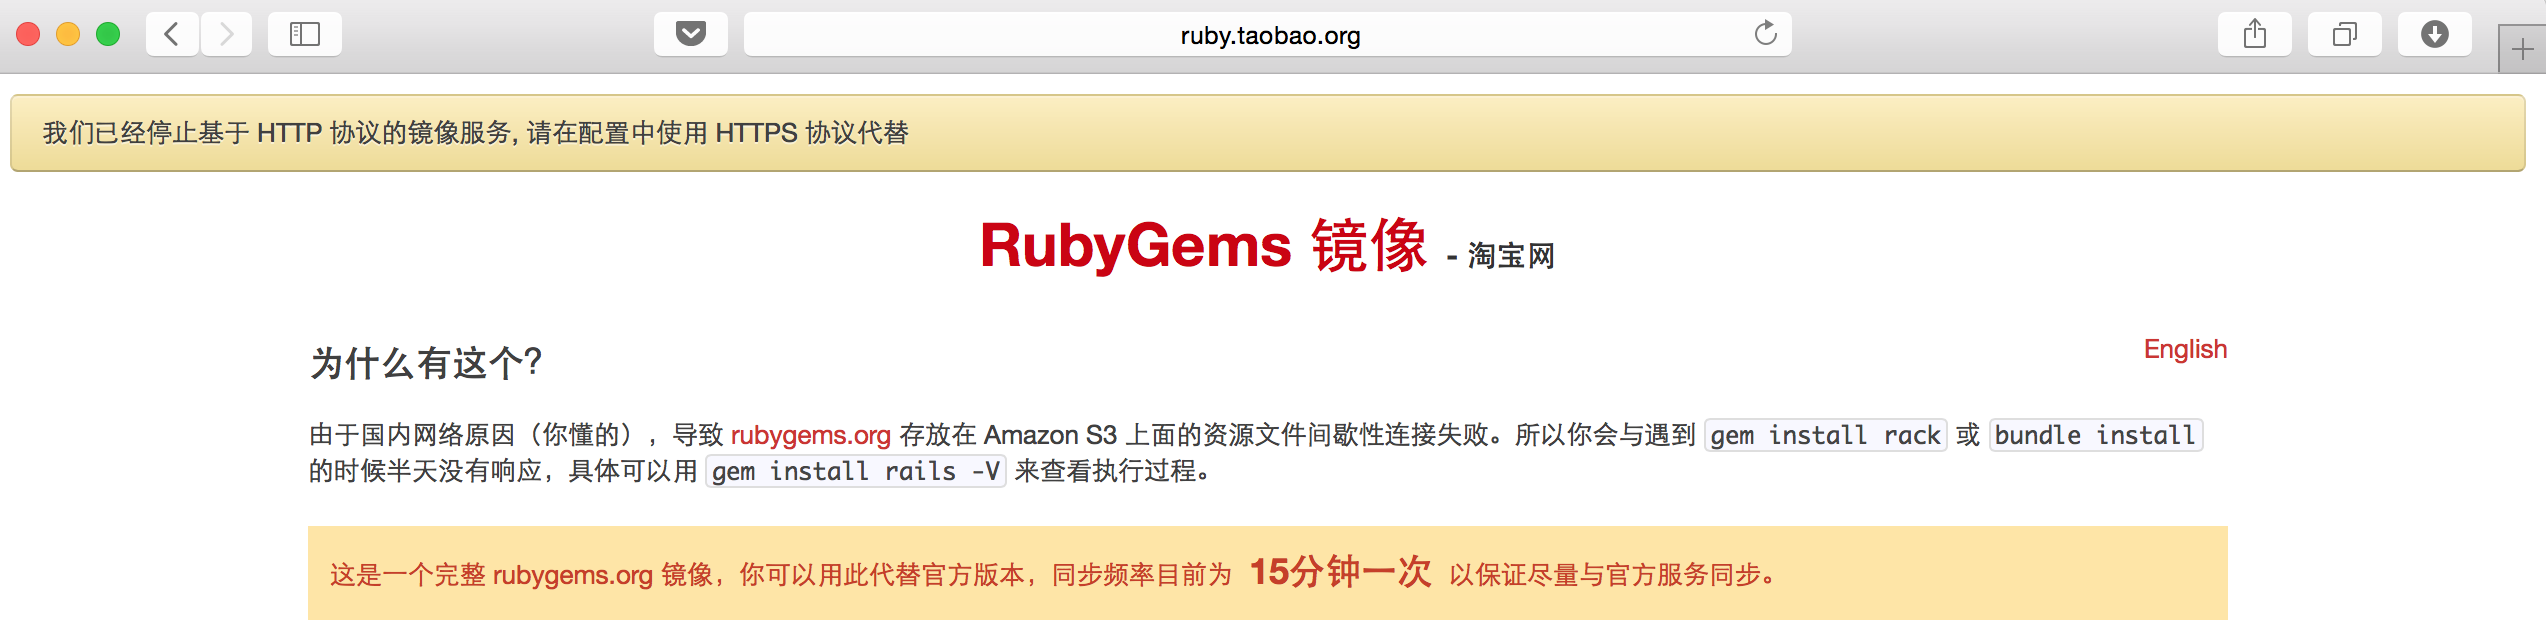 ruby.taobao.org
我们已经停止基于 HTTP 协议的镜像服务, 请在配置中使用 HTTPS 协议代替
RubyGems 镜像 - 淘宝网
为什么有这个?
English
由于国内网络原因（你懂的），导致 rubygems.org 存放在 Amazon S3 上面的资源文件间歇性连接失败。所以你会与遇到 gem install rack 或 bundle install
的时候半天没有响应，具体可以用 gem install rails -V 来查看执行过程。
这是一个完整 rubygems.org 镜像，你可以用此代替官方版本，同步频率目前为 15分钟一次 以保证尽量与官方服务同步。